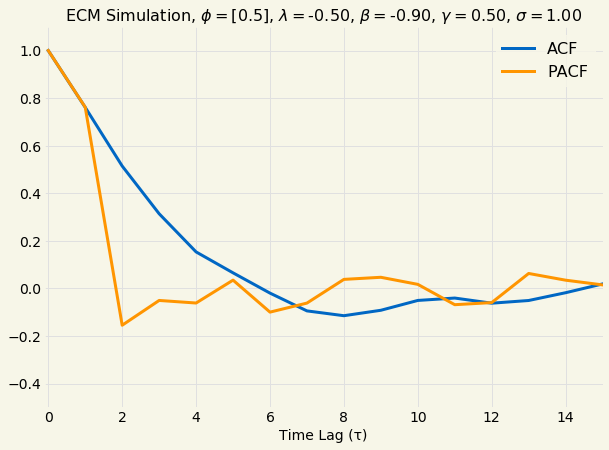 ECM Simulation, ϕ = [0.5], λ = -0.50, β = -0.90, γ = 0.50, σ = 1.00
ACF
PACF
1.0
0.8
0.6
0.4
0.2
0.0
−0.2
−0.4
0 2 4 6 8 10 12 14
Time Lag (τ)